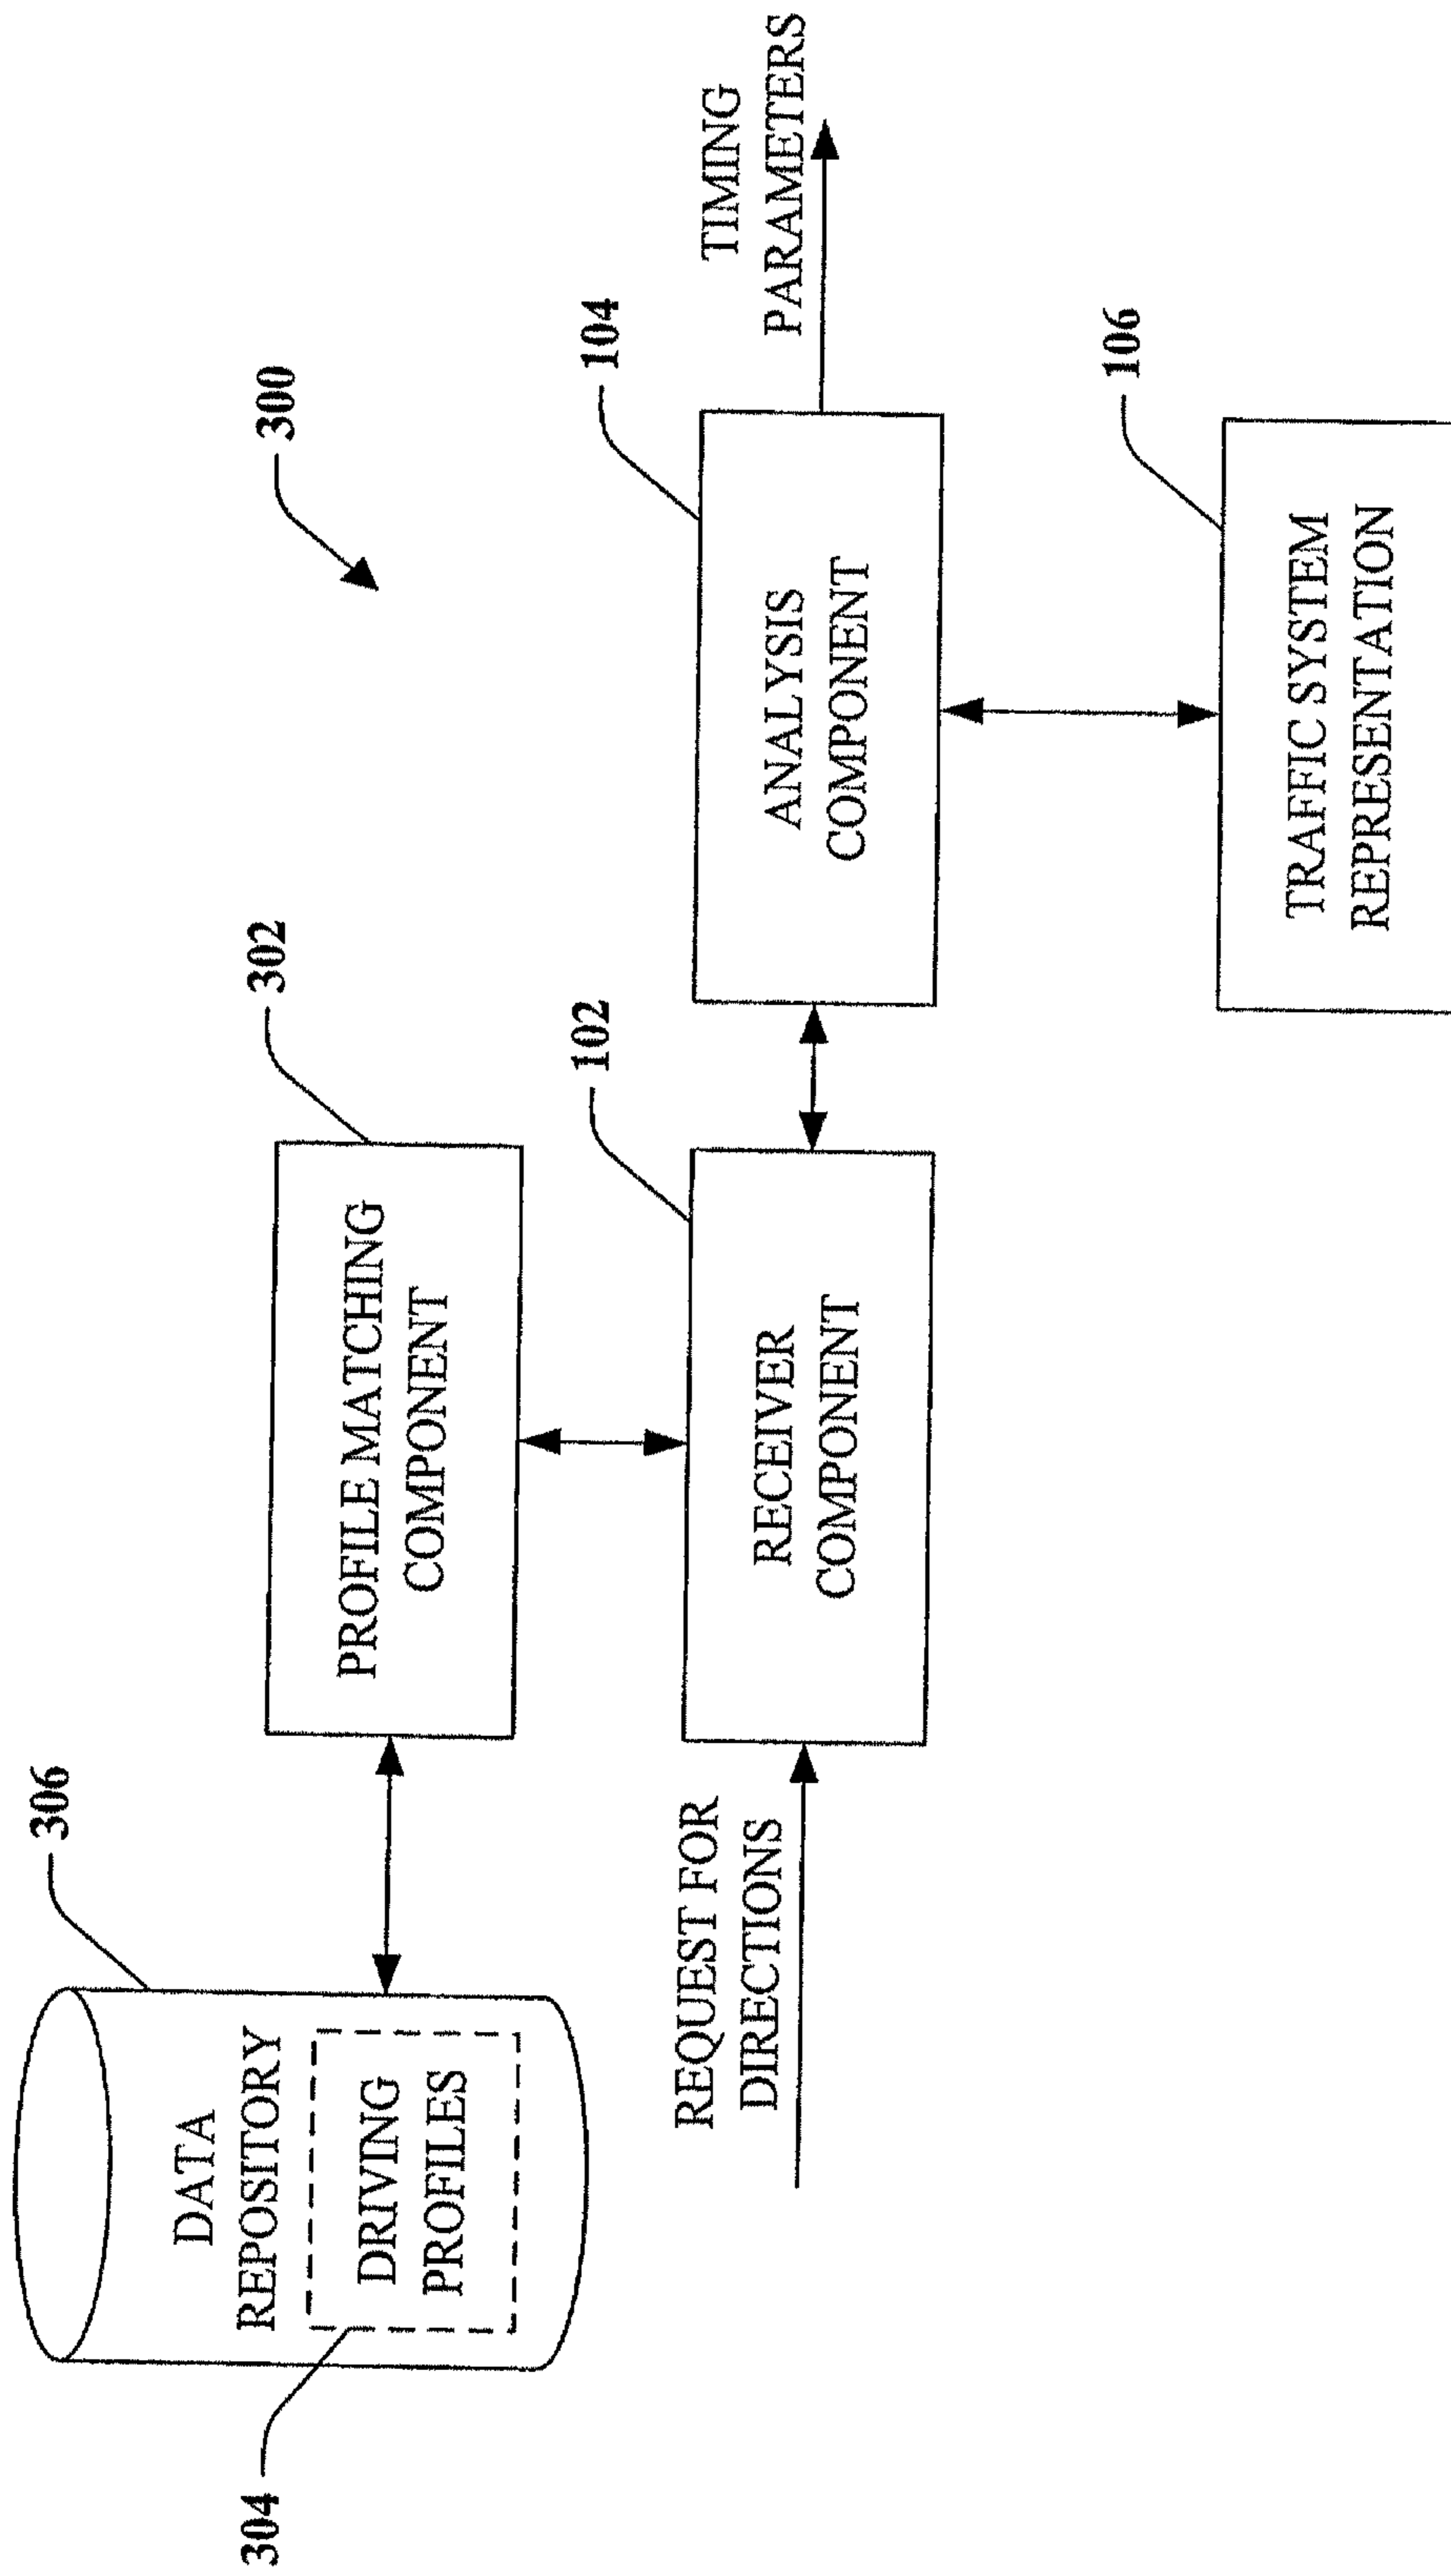 300
306
DATA
REPOSITORY
304
DRIVING
PROFILES
302
PROFILE MATCHING
COMPONENT
REQUEST FOR
DIRECTIONS
102
RECEIVER
COMPONENT
104
ANALYSIS
COMPONENT
TIMING
PARAMETERS
106
TRAFFIC SYSTEM
REPRESENTATION